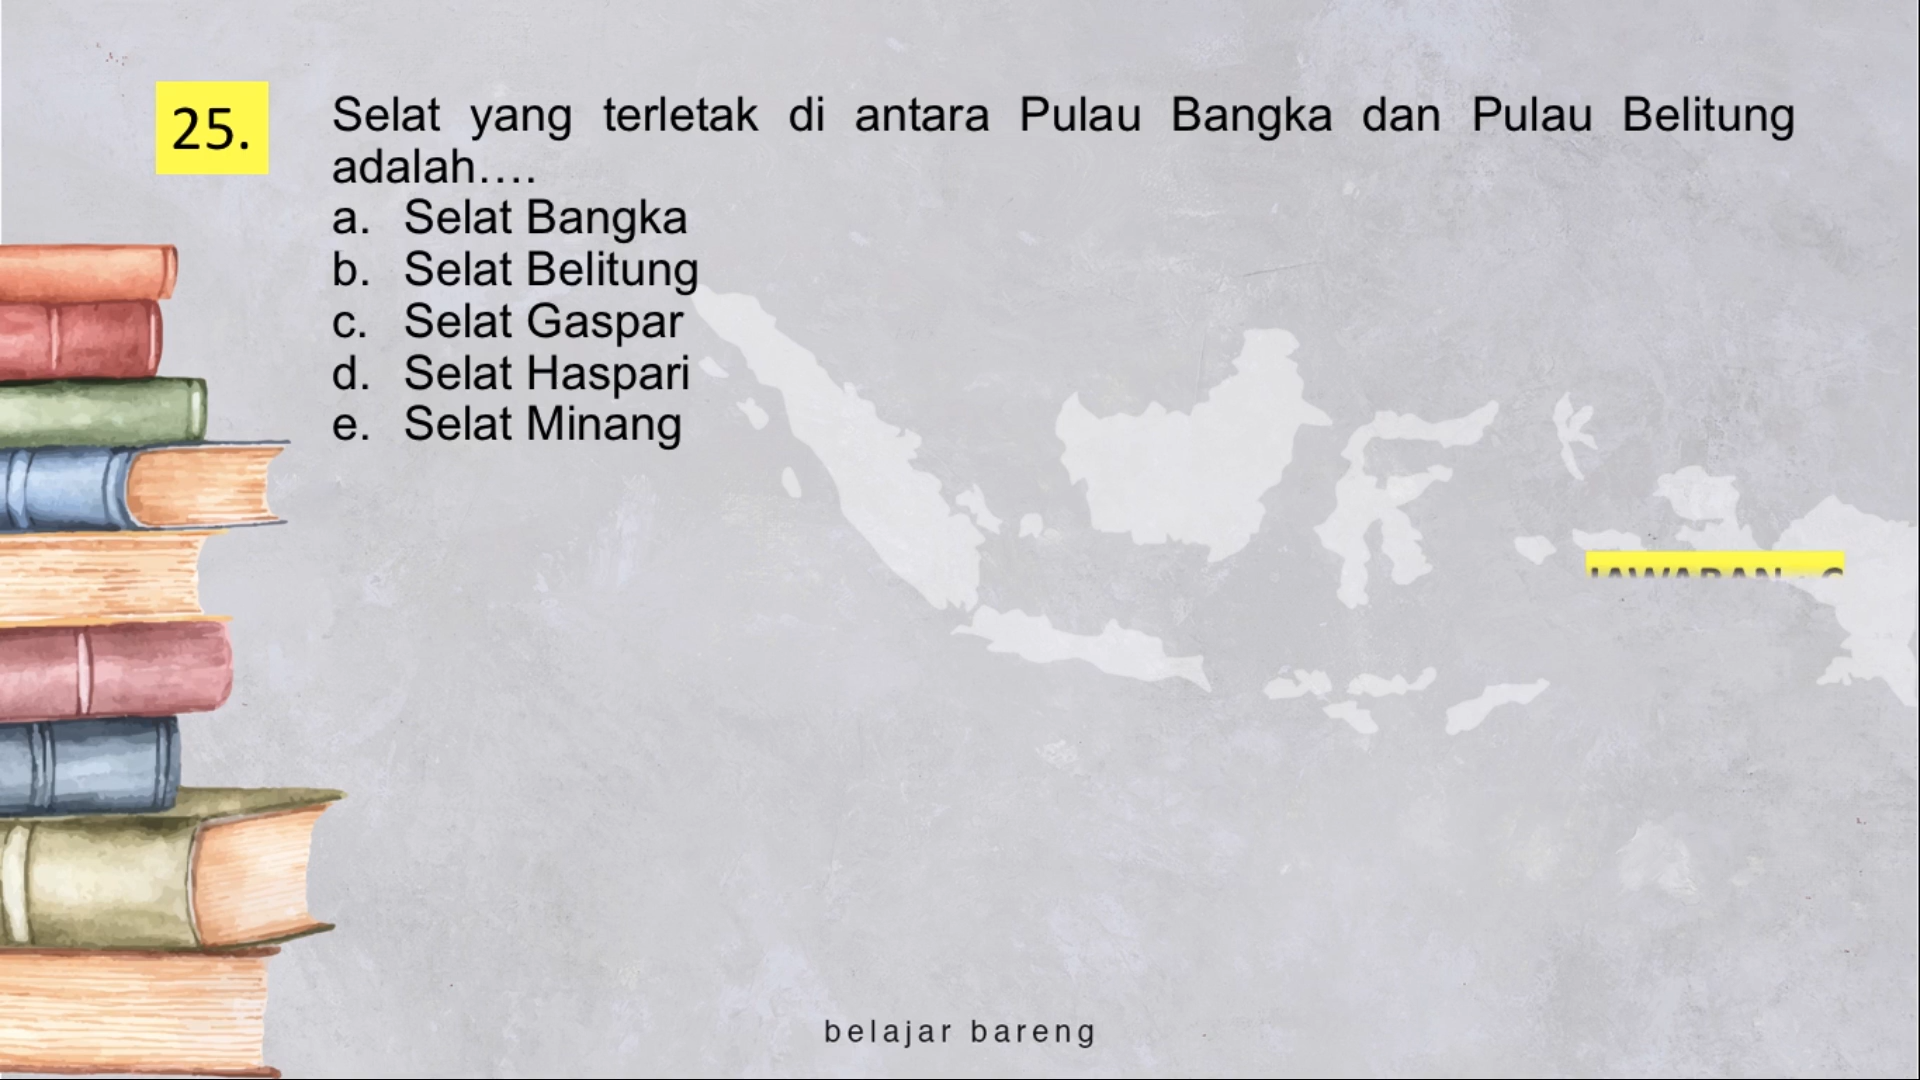 25.
Selat yang terletak di antara Pulau Bangka dan Pulau Belitung
adalah….
a. Selat Bangka
b. Selat Belitung
c. Selat Gaspar
d. Selat Haspari
e. Selat Minang
belajar bareng